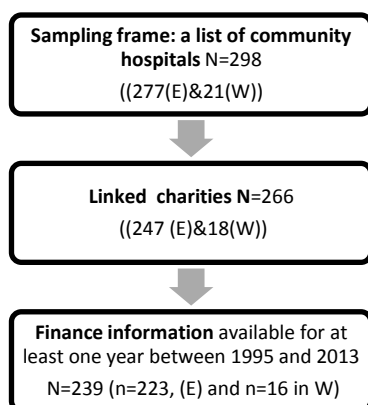 Sampling frame: a list of community
hospitals N=298
((277(E)&21(W))
Linked charities N=266
((247 (E)&18(W))
Finance information available for at
least one year between 1995 and 2013
N=239 (n=223, (E) and n=16 in W)